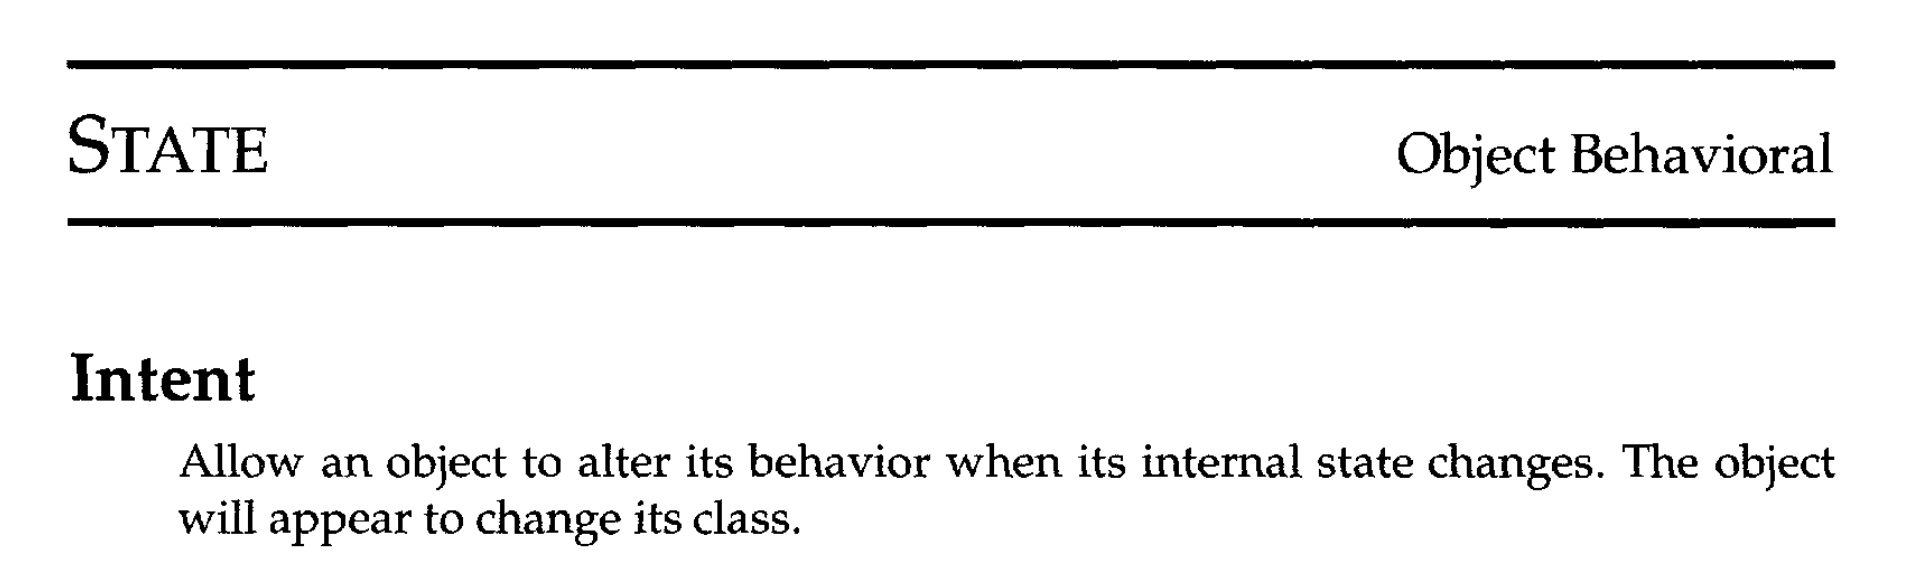 STATE
Object Behavioral
Intent
Allow an object to alter its behavior when its internal state changes. The object
will appear to change its class.